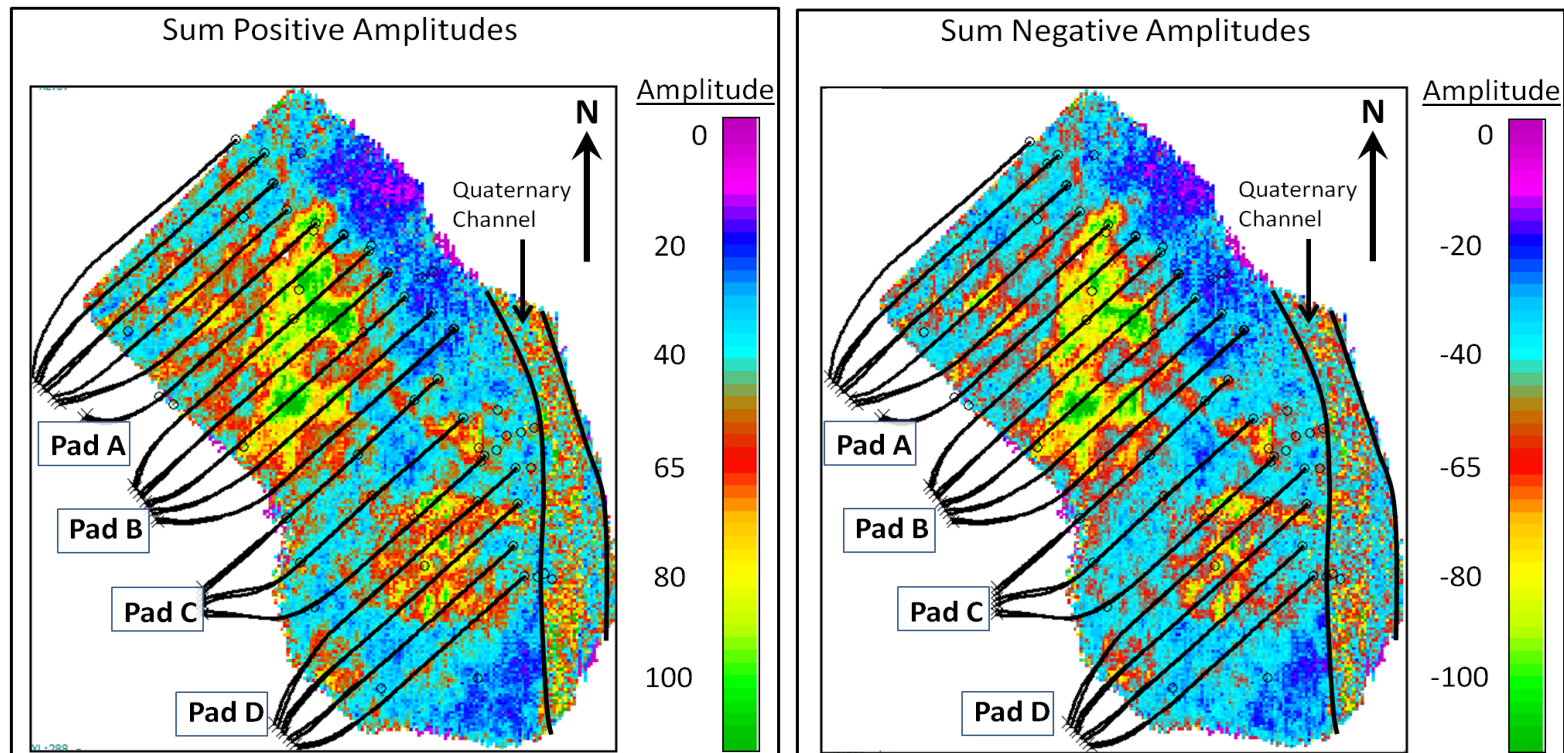 Sum Positive Amplitudes
Amplitude
0
20
40
65
80
100
N
Quaternary
Channel
Pad A
Pad B
Pad C
Pad D
Sum Negative Amplitudes
Amplitude
0
-20
-40
-65
-80
-100
N
Quaternary
Channel
Pad A
Pad B
Pad C
Pad D